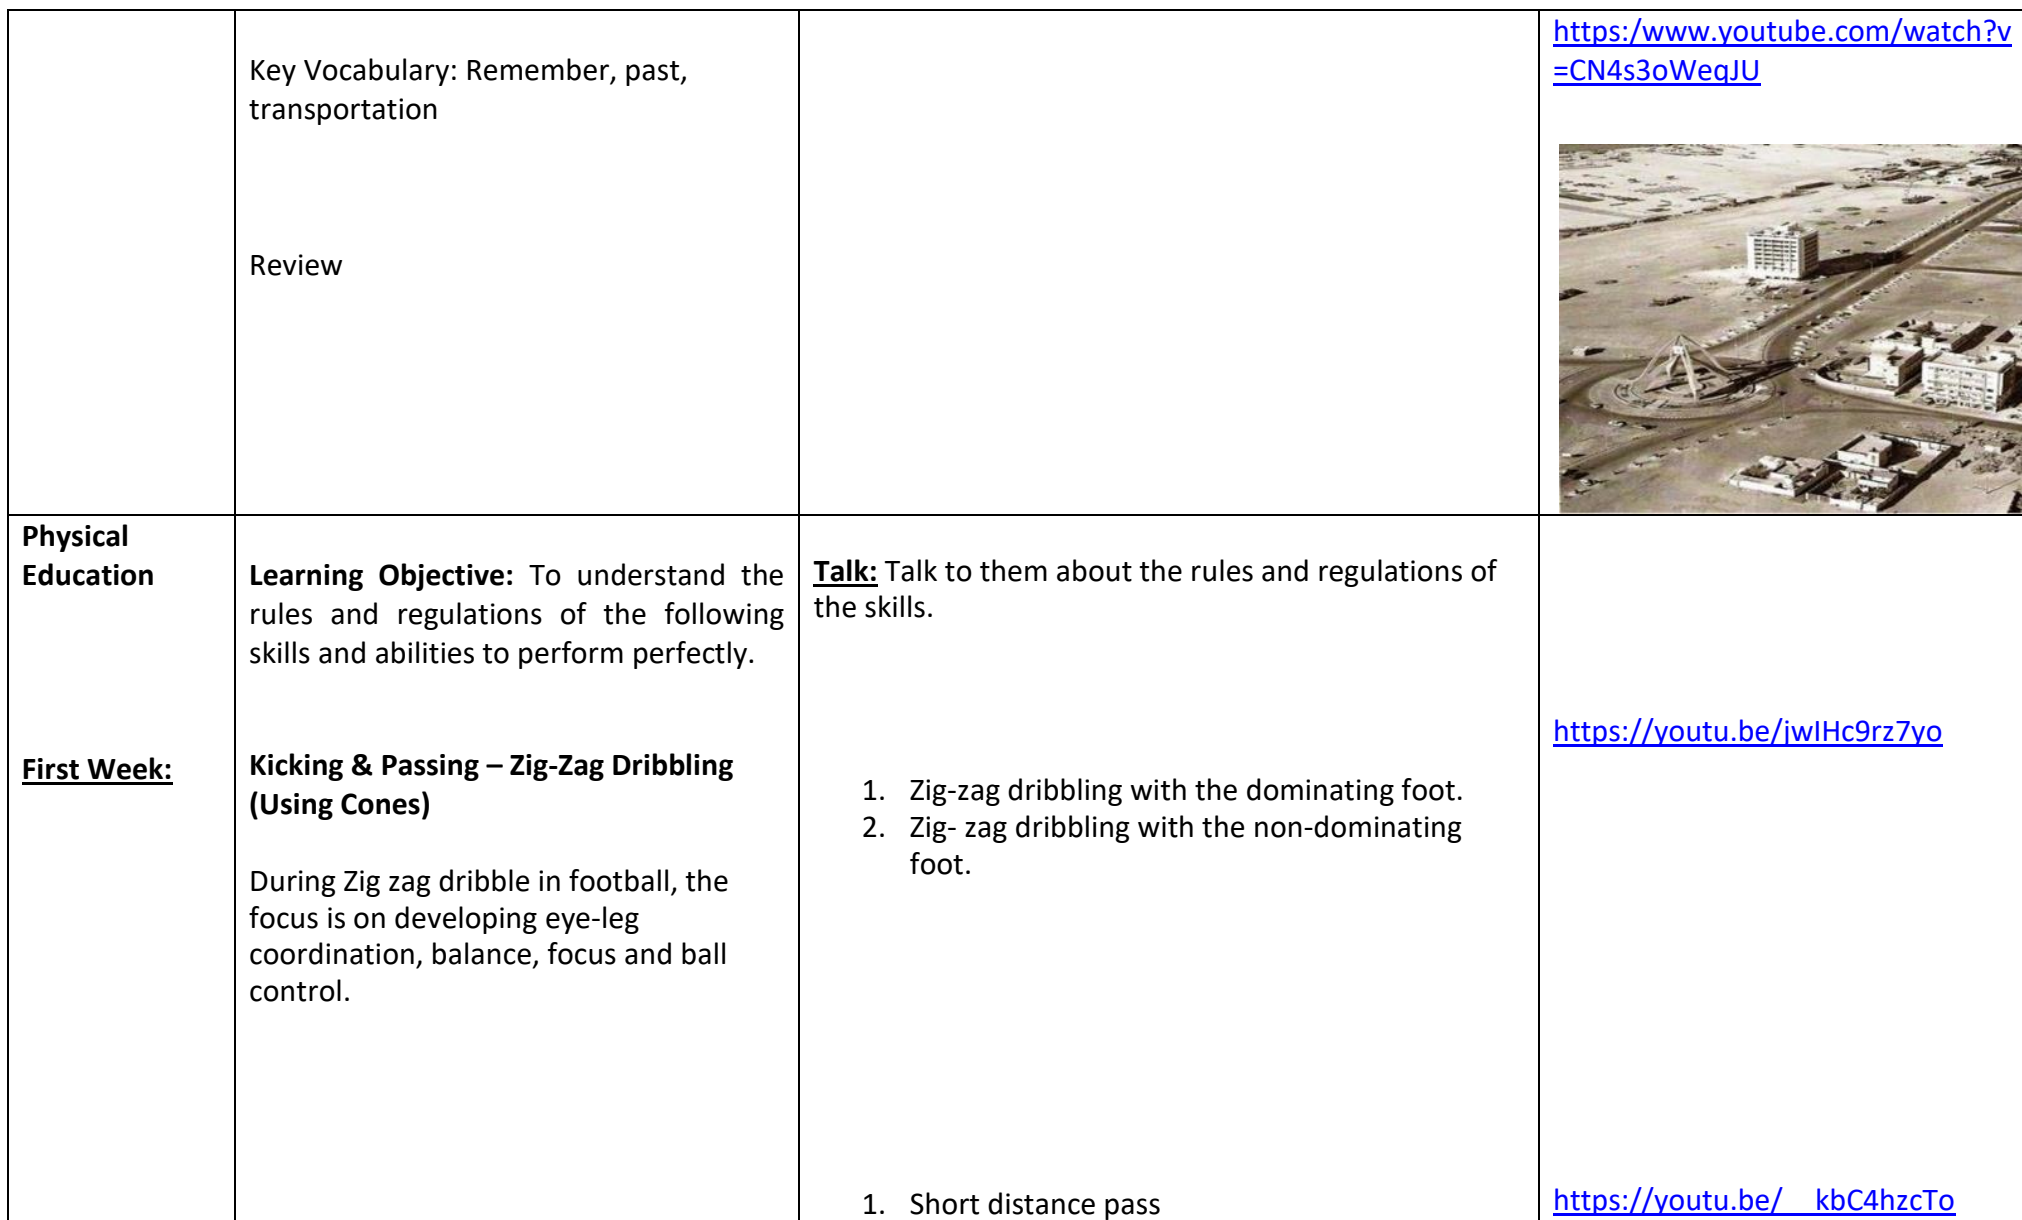 Key Vocabulary: Remember, past,
transportation
Review
https:/www.youtube.com/watch?v
=CN4s3oWeqJU
Physical
Education
First Week:
Learning Objective: To understand the
rules and regulations of the following
skills and abilities to perform perfectly.
Kicking & Passing – Zig-Zag Dribbling
(Using Cones)
During Zig zag dribble in football, the
focus is on developing eye-leg
coordination, balance, focus and ball
control.
Talk: Talk to them about the rules and regulations of
the skills.
1. Zig-zag dribbling with the dominating foot.
2. Zig- zag dribbling with the non-dominating
foot.
1. Short distance pass
https://youtu.be/jwIHc9rz7yo
https://youtu.be/__kbC4hzcTo